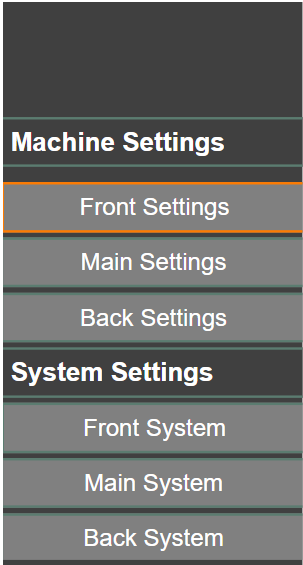 Machine Settings
Front Settings
Main Settings
Back Settings
System Settings
Front System
Main System
Back System